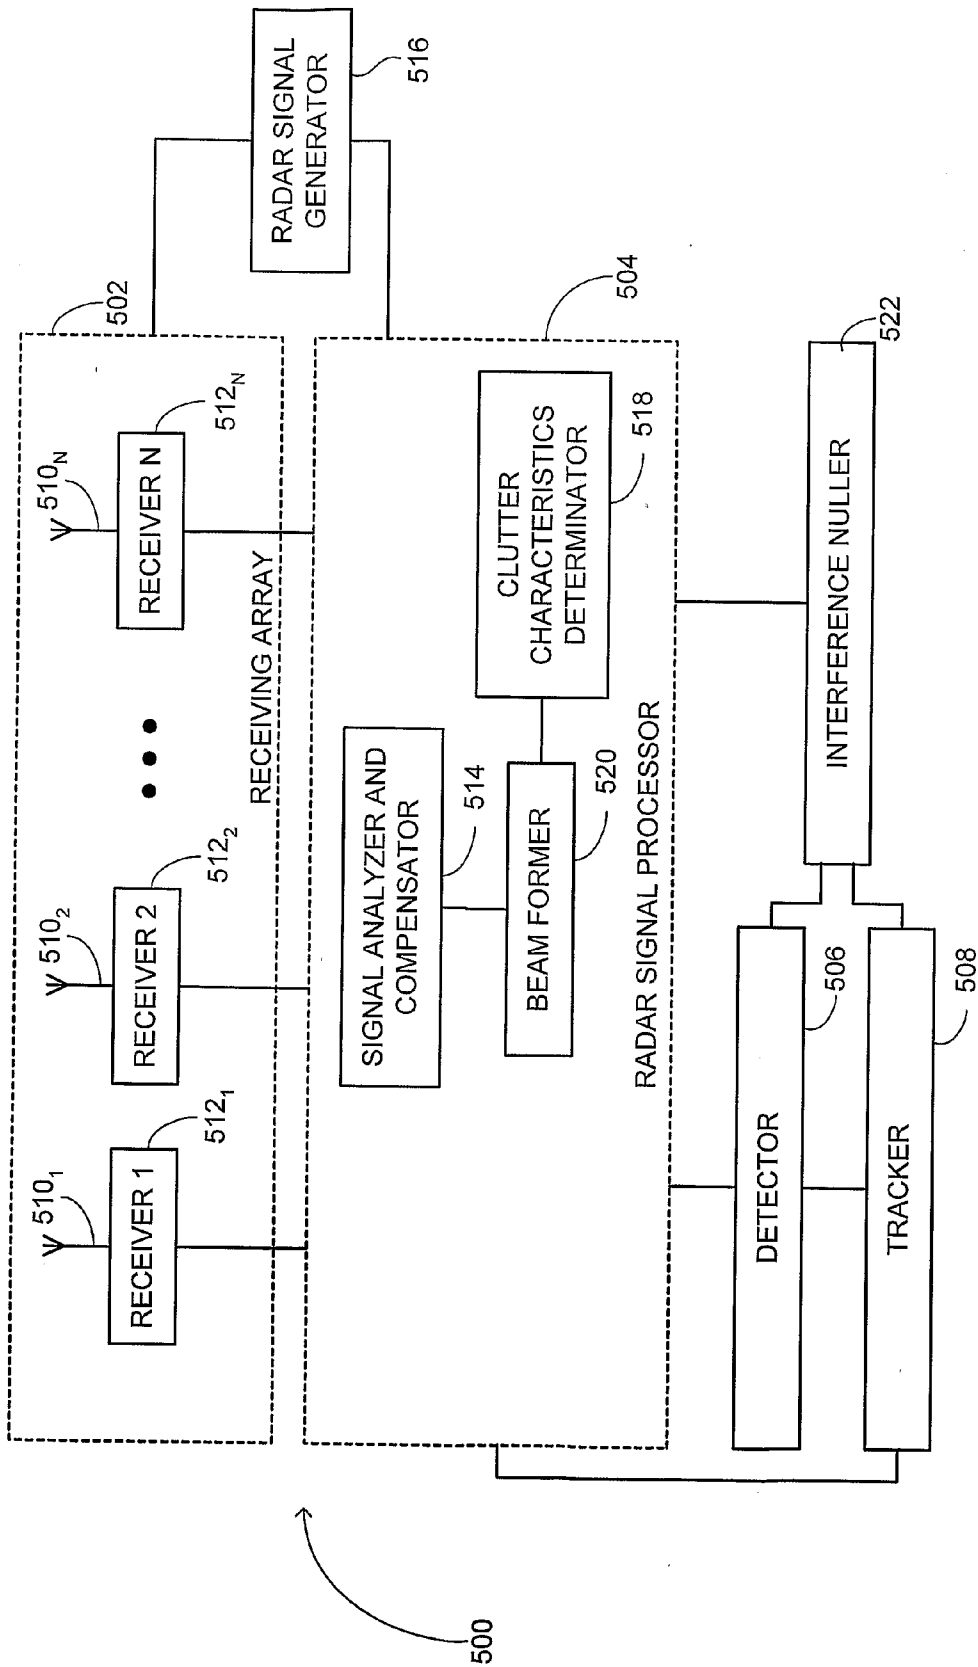 500
502
510₁
510₂
510_N
RECEIVER 1
RECEIVER 2
RECEIVER N
512₁
512₂
512_N
RECEIVING ARRAY
RADAR SIGNAL
GENERATOR
516
504
SIGNAL ANALYZER AND
COMPENSATOR
514
CLUTTER
CHARACTERISTICS
DETERMINATOR
518
BEAM FORMER
520
RADAR SIGNAL PROCESSOR
DETECTOR
506
INTERFERENCE NULLER
522
TRACKER
508